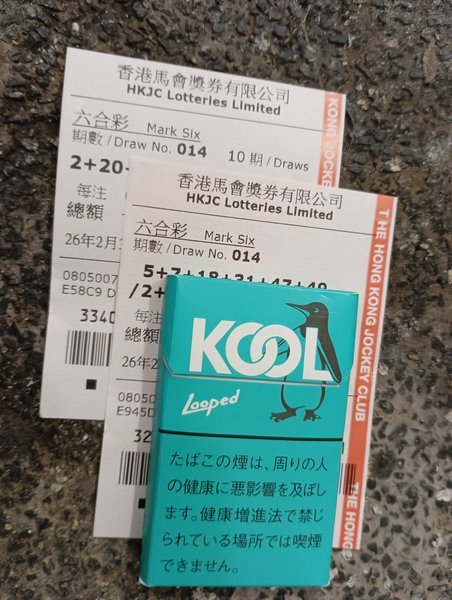 香港馬會獎券有限公司
HKJC Lotteries Limited
六合彩 Mark Six
期數 / Draw No. 014 10 期 / Draws
2+20
每注
總額
26年2月
0805007
E58C9 D
3340
KONG JOCKEY
香港馬會獎券有限公司
HKJC Lotteries Limited
六合彩 Mark Six
期數 / Draw No. 014
5+7+18+31+47+49
/2+
每注
總額
26年2
08050
E945D
32
THE HONG KONG JOCKEY CLUB
THE HONG
KOOL
Looped
たばこの煙は、周りの人
の健康に悪影響を及ぼし
ます。健康増進法で禁じ
られている場所では喫煙
できません。